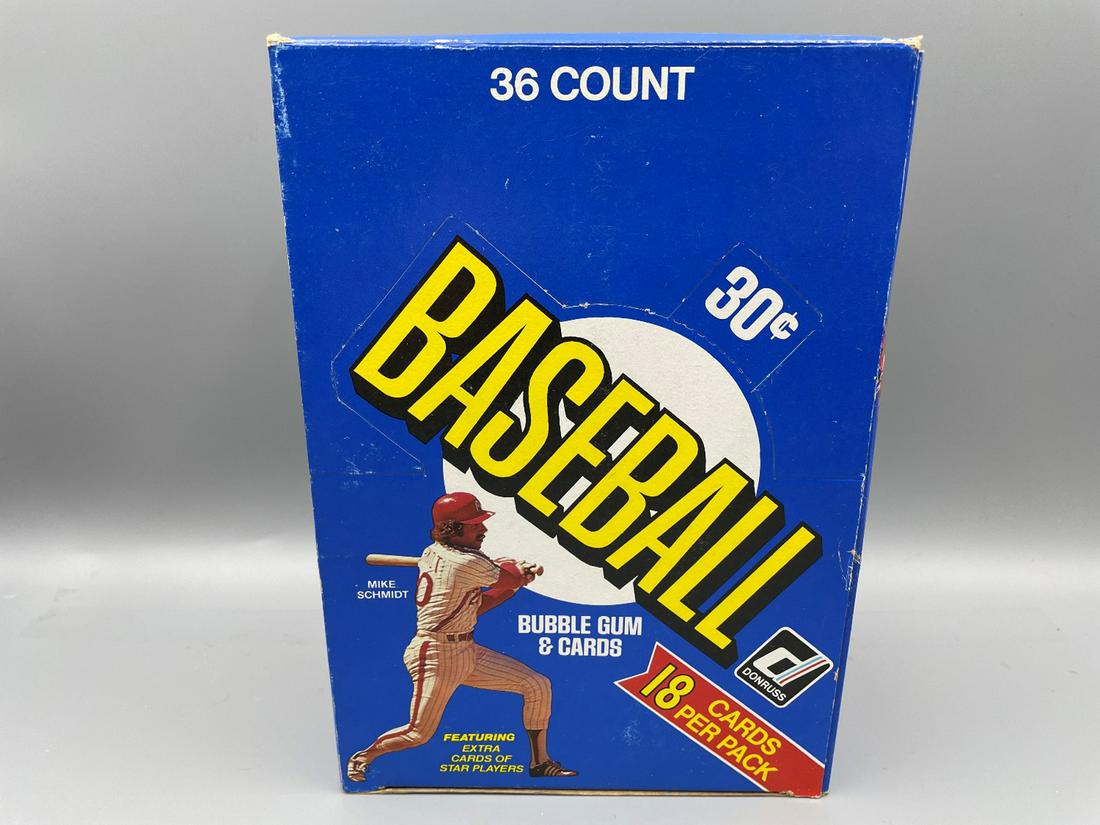 36 COUNT
30¢
BASEBALL
MIKE
SCHMIDT
BUBBLE GUM
& CARDS
DONRUSS
18 CARDS
PER PACK
FEATURING
EXTRA
CARDS OF
STAR PLAYERS